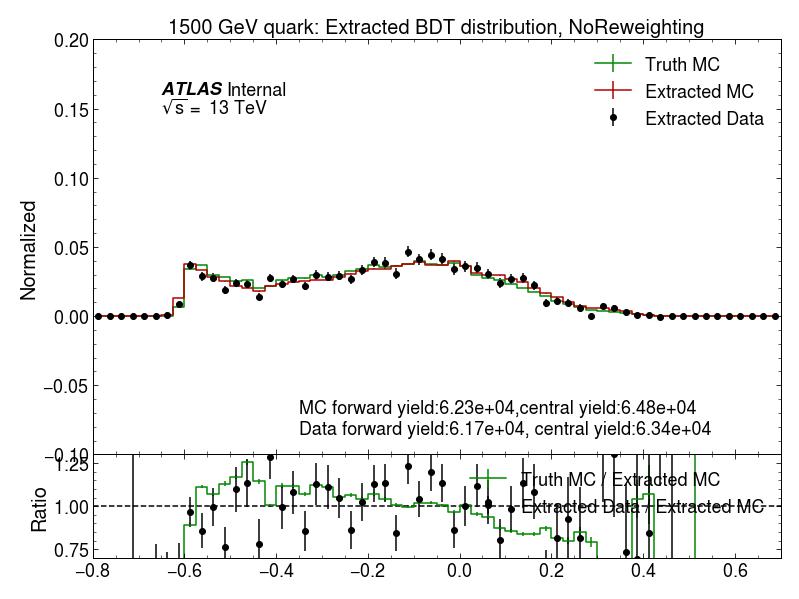 1500 GeV quark: Extracted BDT distribution, NoReweighting
0.20
ATLAS Internal
√s = 13 TeV
Truth MC
Extracted MC
Extracted Data
0.15
0.10
Normalized
0.05
0.00
−0.05
MC forward yield:6.23e+04,central yield:6.48e+04
Data forward yield:6.17e+04, central yield:6.34e+04
−0.10
1.25
Truth MC / Extracted MC
Ratio
1.00
Extracted Data / Extracted MC
0.75
−0.8 −0.6 −0.4 −0.2 0.0 0.2 0.4 0.6